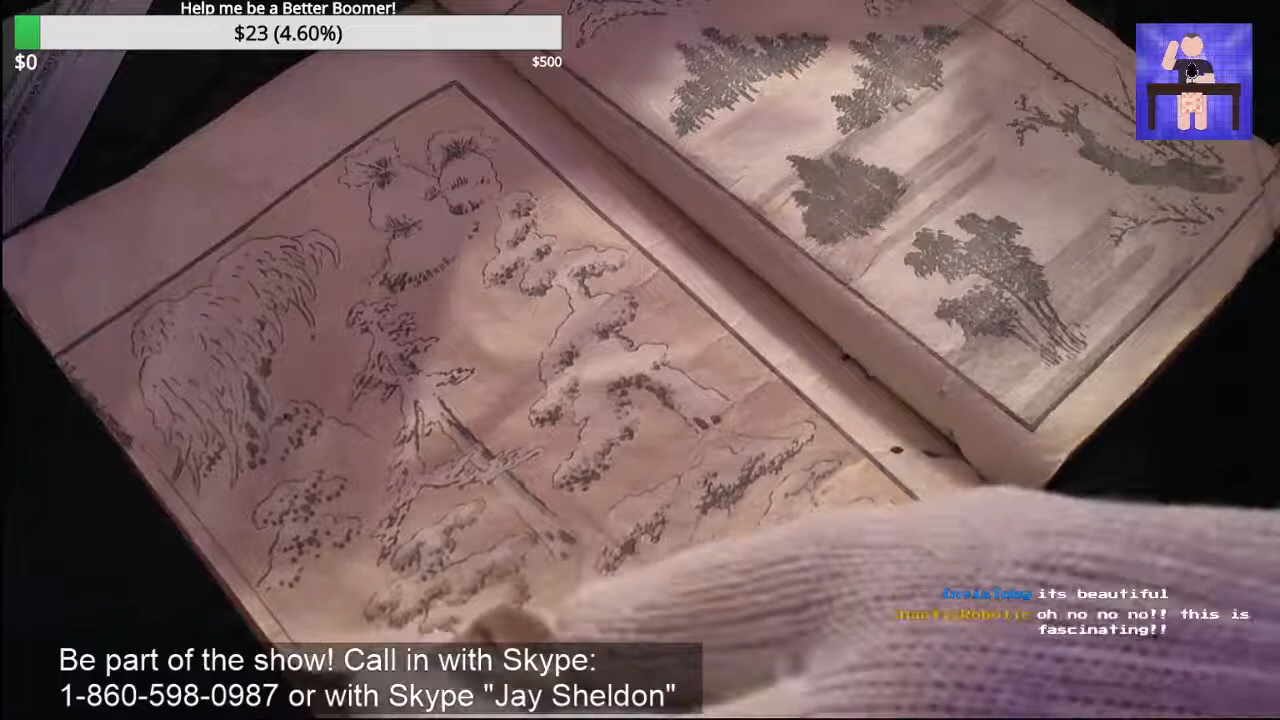 Help me be a Better Boomer!
$23 (4.60%)
$0
$500
its beautiful
oh no no no!! this is
fascinating!!
Be part of the show! Call in with Skype:
1-860-598-0987 or with Skype "Jay Sheldon"